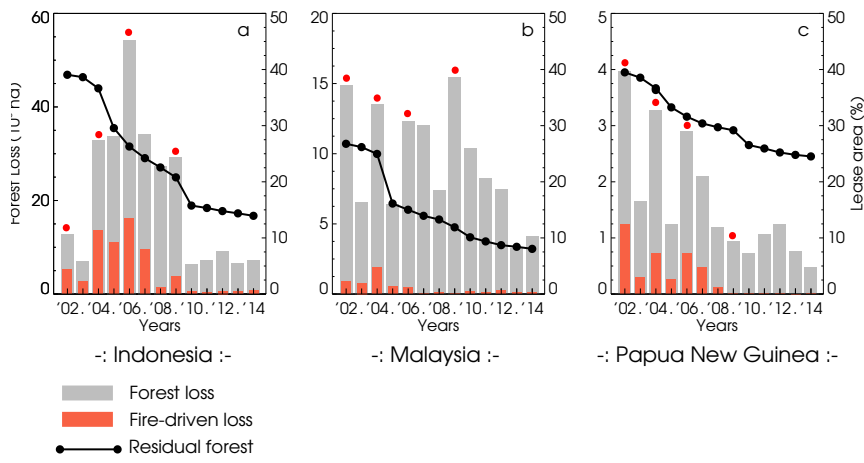 a
b
c
60
40
20
0
50
40
30
20
10
0
20
15
10
5
0
50
40
30
20
10
0
5
4
3
2
1
0
50
40
30
20
10
0
Forest Loss
Lease area (%)
'02. '04. '06. '08. '10. '12. '14
'02. '04. '06. '08. '10. '12. '14
'02. '04. '06. '08. '10. '12. '14
Years
Years
Years
-: Indonesia :-
-: Malaysia :-
-: Papua New Guinea:-
Forest loss
Fire-driven loss
Residual forest